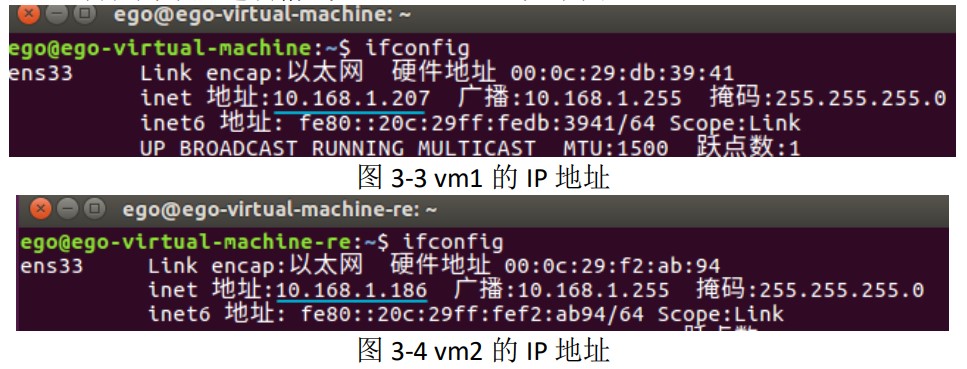 ego@ego-virtual-machine: ~
ego@ego-virtual-machine:~$ ifconfig
ens33 Link encap:以太网 硬件地址 00:0c:29:db:39:41
inet 地址:10.168.1.207 广播:10.168.1.255 掩码:255.255.255.0
inet6 地址: fe80::20c:29ff:fedb:3941/64 Scope:Link
UP BROADCAST RUNNING MULTICAST MTU:1500 跃点数:1
图 3-3 vm1 的 IP 地址
ego@ego-virtual-machine-re: ~
ego@ego-virtual-machine-re:~$ ifconfig
ens33 Link encap:以太网 硬件地址 00:0c:29:f2:ab:94
inet 地址:10.168.1.186 广播:10.168.1.255 掩码:255.255.255.0
inet6 地址: fe80::20c:29ff:fef2:ab94/64 Scope:Link
图 3-4 vm2 的 IP 地址